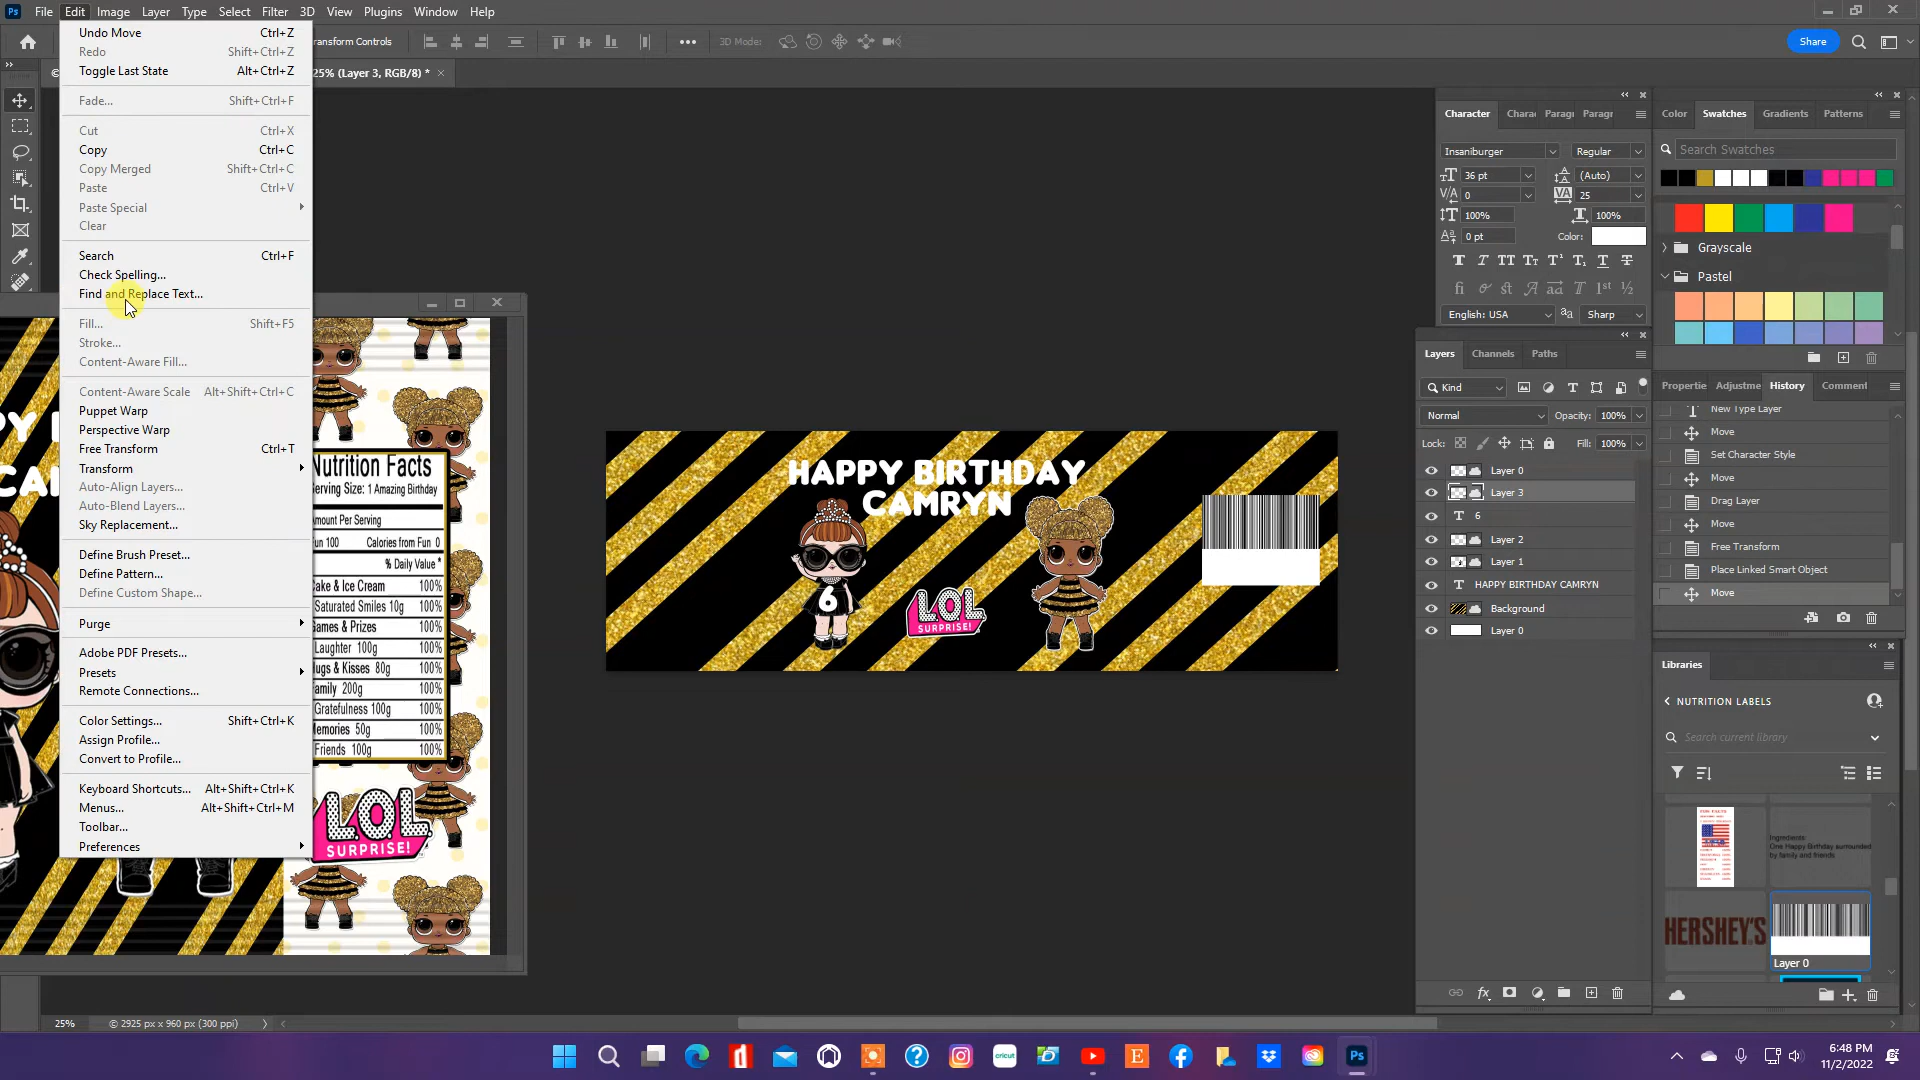 Ps File Edit Image Layer Type Select Filter 3D View Plugins Window Help
ransform Controls
3D Mode:
Share
©
25% (Layer 3, RGB/8) *
Undo Move Ctrl+Z
Redo Shift+Ctrl+Z
Toggle Last State Alt+Ctrl+Z
Fade... Shift+Ctrl+F
Cut Ctrl+X
Copy Ctrl+C
Copy Merged Shift+Ctrl+C
Paste Ctrl+V
Paste Special
Clear
Search Ctrl+F
Check Spelling...
Find and Replace Text...
Fill... Shift+F5
Stroke...
Content-Aware Fill...
Content-Aware Scale Alt+Shift+Ctrl+C
Puppet Warp
Perspective Warp
Free Transform Ctrl+T
Transform
Auto-Align Layers...
Auto-Blend Layers...
Sky Replacement...
Define Brush Preset...
Define Pattern...
Define Custom Shape...
Purge
Adobe PDF Presets...
Presets
Remote Connections...
Color Settings... Shift+Ctrl+K
Assign Profile...
Convert to Profile...
Keyboard Shortcuts... Alt+Shift+Ctrl+K
Menus... Alt+Shift+Ctrl+M
Toolbar...
Preferences
PY
CA
Nutrition Facts
Serving Size: 1 Amazing Birthday
Amount Per Serving
Fun 100 Calories from Fun 0
% Daily Value *
Cake & Ice Cream 100%
Saturated Smiles 10g 100%
Games & Prizes 100%
Laughter 100g 100%
Hugs & Kisses 80g 100%
Family 200g 100%
Gratefulness 100g 100%
Memories 50g 100%
Friends 100g 100%
L.O.L.
SURPRISE!
HAPPY BIRTHDAY
CAMRYN
6
L.O.L.
SURPRISE!
Character Chara Paragr Paragr
Insaniburger Regular
36 pt (Auto)
0 25
100% 100%
0 pt Color:
English: USA Sharp
Color Swatches Gradients Patterns
Search Swatches
Grayscale
Pastel
Layers Channels Paths
Kind
Normal Opacity: 100%
Lock: Fill: 100%
Layer 0
Layer 3
6
Layer 2
Layer 1
HAPPY BIRTHDAY CAMRYN
Background
Layer 0
Propertie Adjustme History Comment
New Type Layer
Move
Set Character Style
Move
Drag Layer
Move
Free Transform
Place Linked Smart Object
Move
Libraries
NUTRITION LABELS
Search current library
Ingredients:
One Happy Birthday surrounded
by family and friends
HERSHEY'S
Layer 0
25% © 2925 px x 960 px (300 ppi)
cricut
E
Ps
6:48 PM
11/2/2022